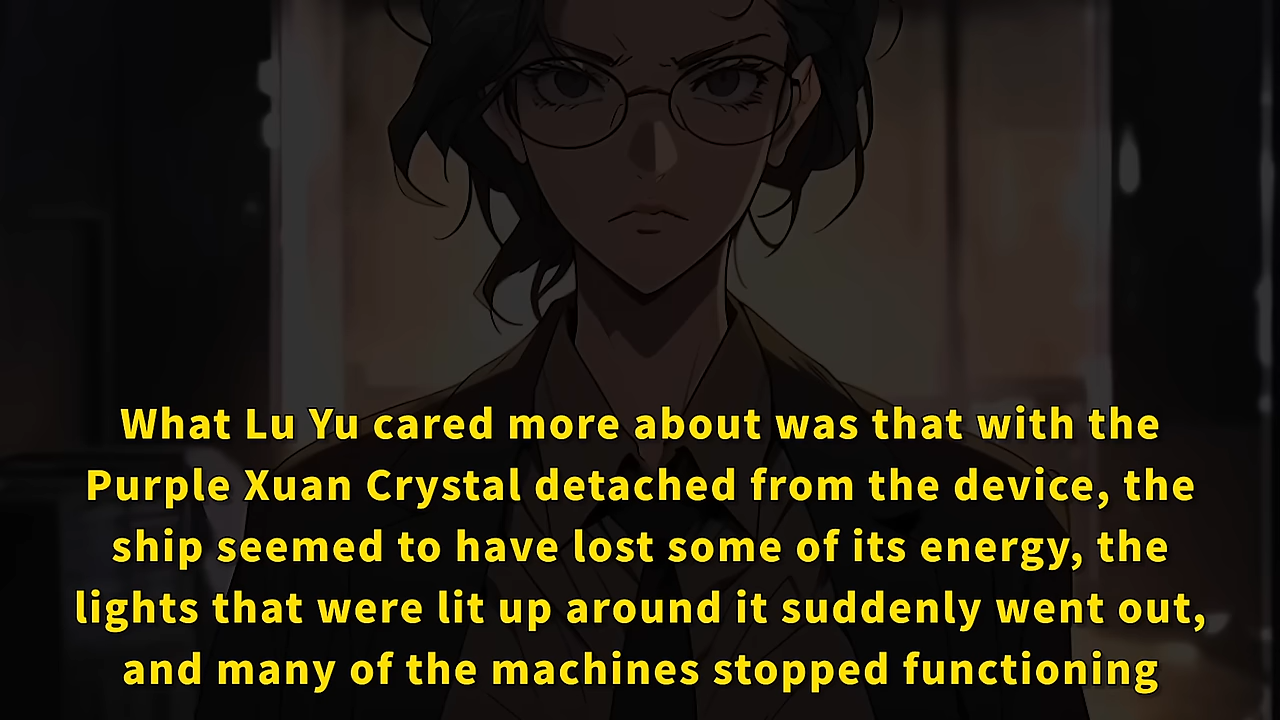 What Lu Yu cared more about was that with the
Purple Xuan Crystal detached from the device, the
ship seemed to have lost some of its energy, the
lights that were lit up around it suddenly went out,
and many of the machines stopped functioning